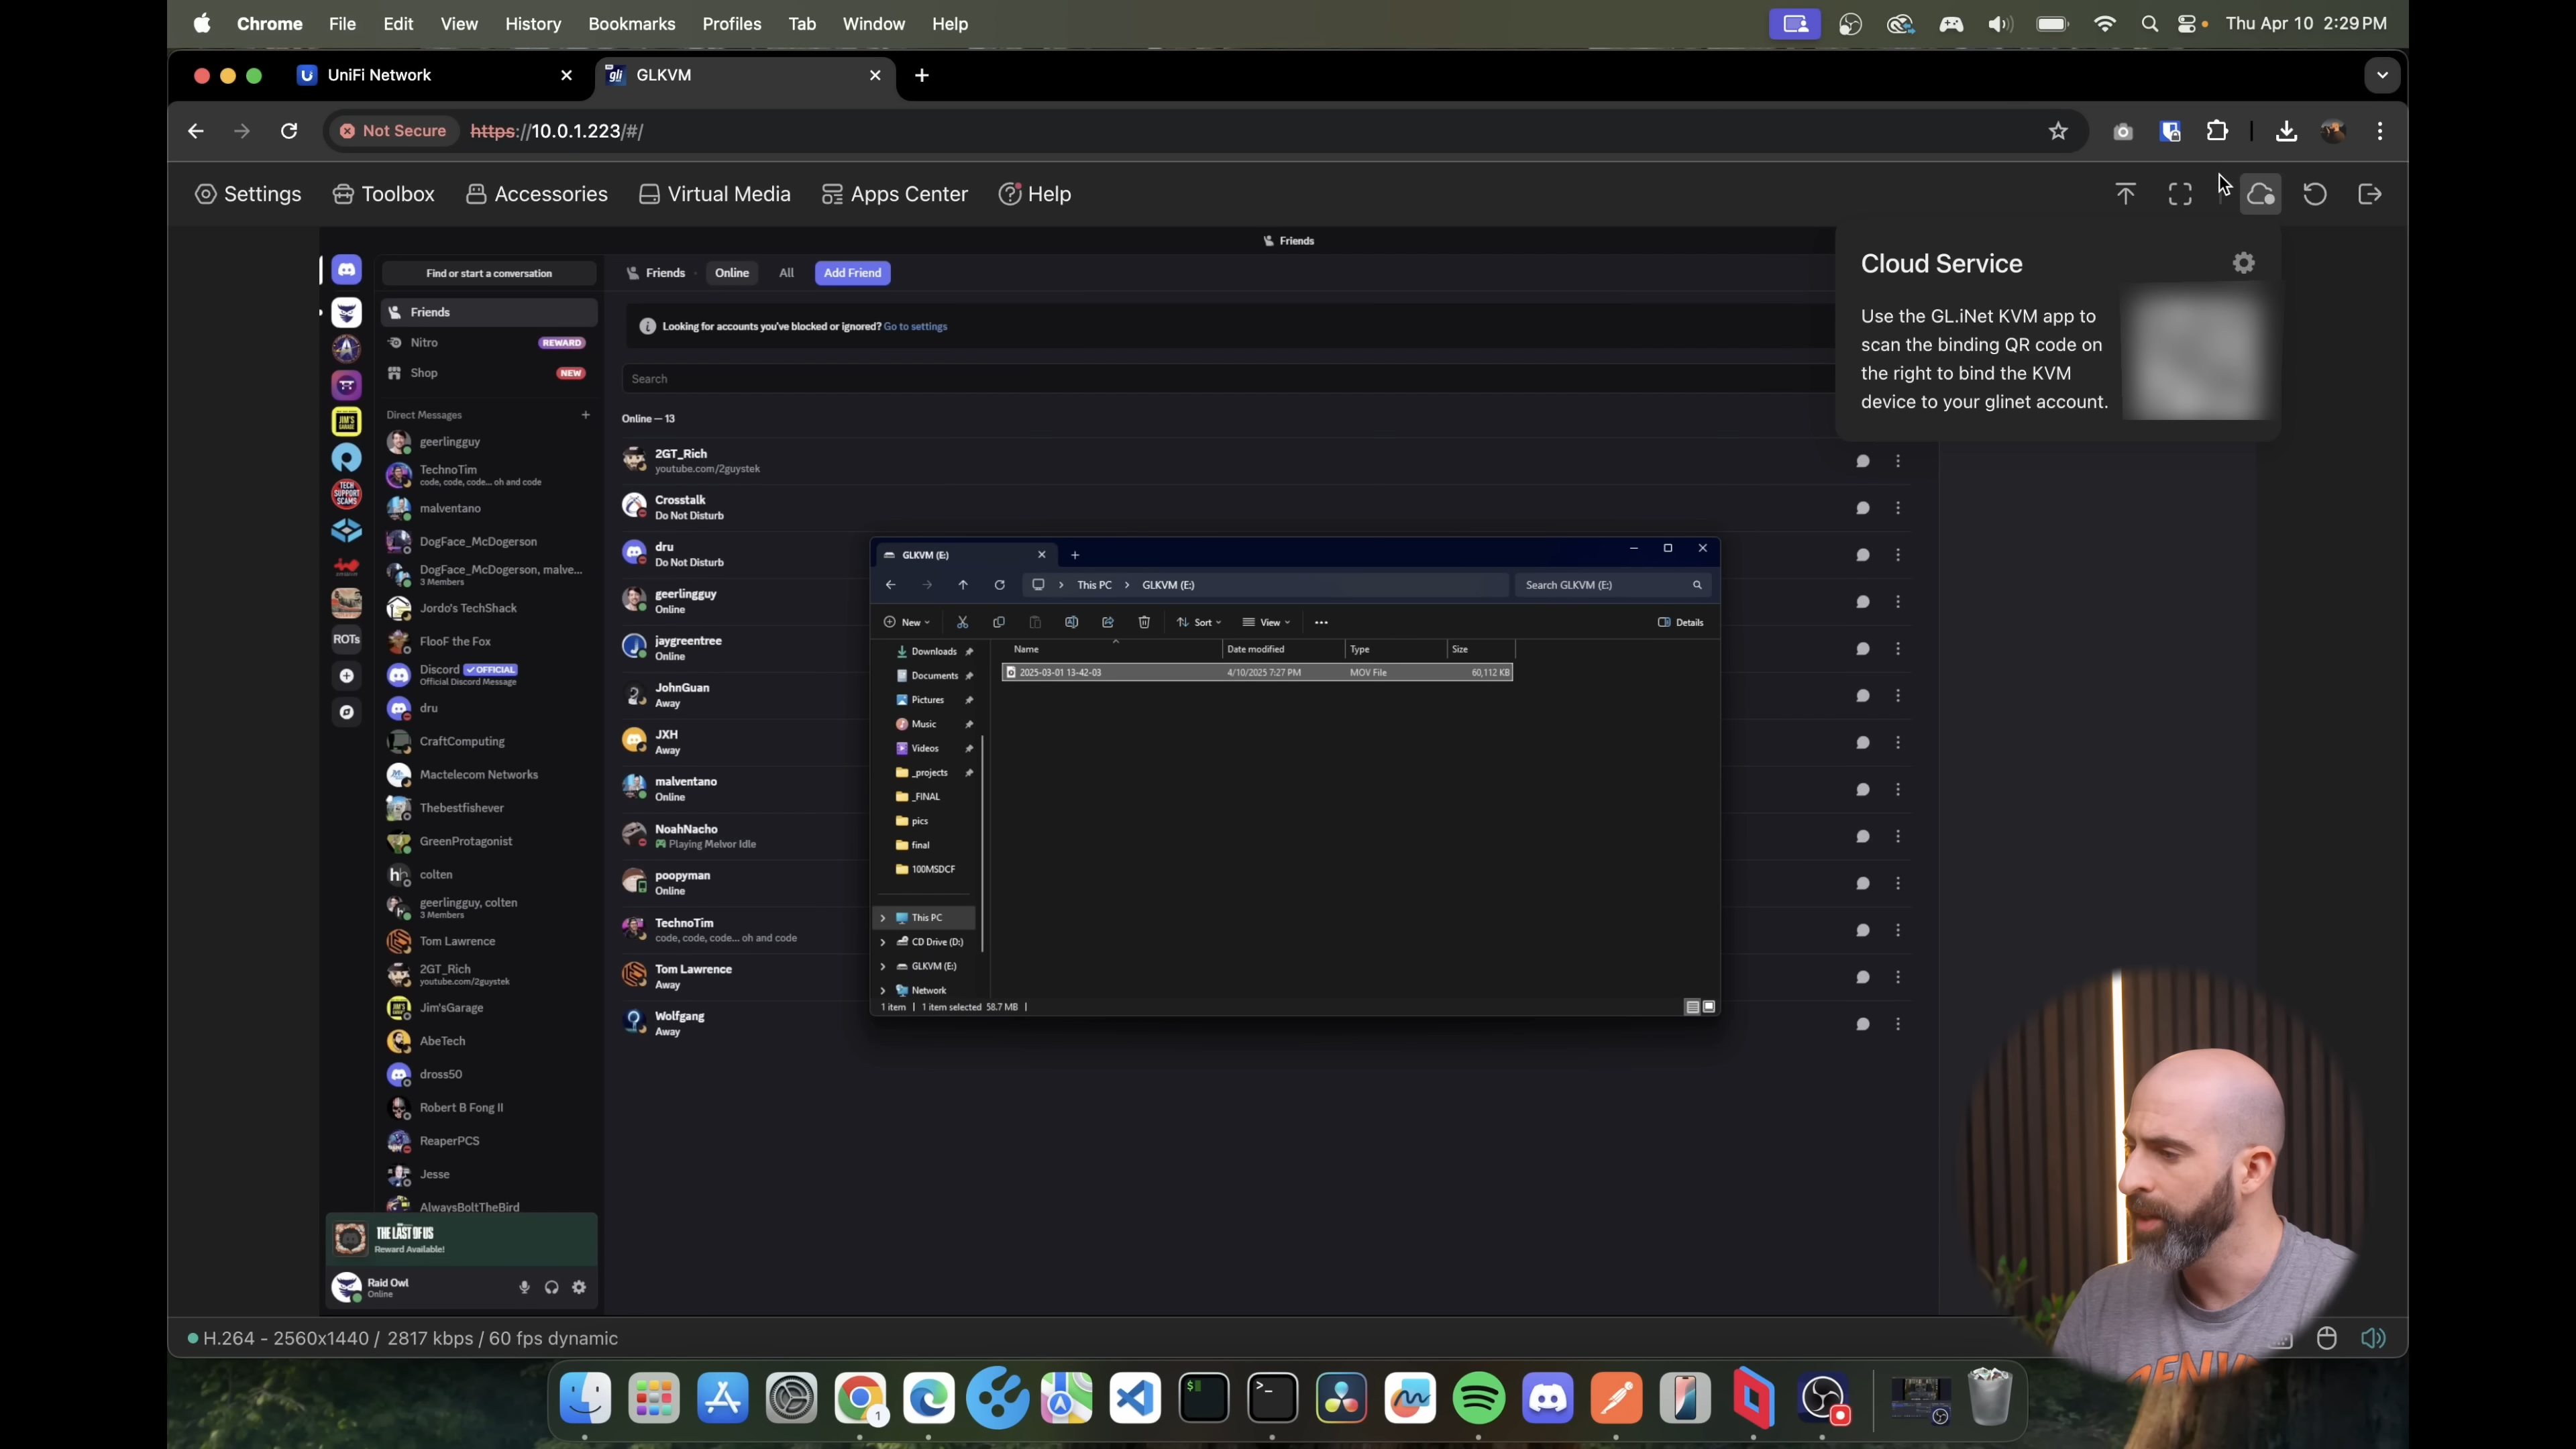 Chrome File Edit View History Bookmarks Profiles Tab Window Help
Thu Apr 10 2:29 PM
UniFi Network
gli GLKVM
Not Secure https://10.0.1.223/#/
Settings Toolbox Accessories Virtual Media Apps Center Help
Friends
Find or start a conversation
Friends Online All Add Friend
Friends
Nitro REWARD
Shop NEW
Direct Messages
geerlingguy
TechnoTim
code, code, code... oh and code
malventano
DogFace_McDogerson
DogFace_McDogerson, malve...
3 Members
Jordo's TechShack
FlooF the Fox
Discord OFFICIAL
Official Discord Message
dru
CraftComputing
Mactelecom Networks
Thebestfishever
GreenProtagonist
colten
geerlingguy, colten
3 Members
Tom Lawrence
2GT_Rich
youtube.com/2guystek
Jim'sGarage
AbeTech
dross50
Robert B Fong II
ReaperPCS
Jesse
AlwaysBoltTheBird
THE LAST OF US
Reward Available!
Raid Owl
Online
JIM'S GARAGE
TECH SUPPORT SCAMS
ROTs
Looking for accounts you've blocked or ignored? Go to settings
Search
Online — 13
2GT_Rich
youtube.com/2guystek
Crosstalk
Do Not Disturb
dru
Do Not Disturb
geerlingguy
Online
jaygreentree
Online
JohnGuan
Away
JXH
Away
malventano
Online
NoahNacho
Playing Melvor Idle
poopyman
Online
TechnoTim
code, code, code... oh and code
Tom Lawrence
Away
Wolfgang
Away
GLKVM (E:)
This PC > GLKVM (E:)
Search GLKVM (E:)
New Sort View Details
Name Date modified Type Size
2025-03-01 13-42-03 4/10/2025 7:27 PM MOV File 60,112 KB
Downloads
Documents
Pictures
Music
Videos
_projects
_FINAL
pics
final
100MSDCF
This PC
CD Drive (D:)
GLKVM (E:)
Network
1 item 1 item selected 58.7 MB
Cloud Service
Use the GL.iNet KVM app to
scan the binding QR code on
the right to bind the KVM
device to your glinet account.
H.264 - 2560x1440 / 2817 kbps / 60 fps dynamic
1